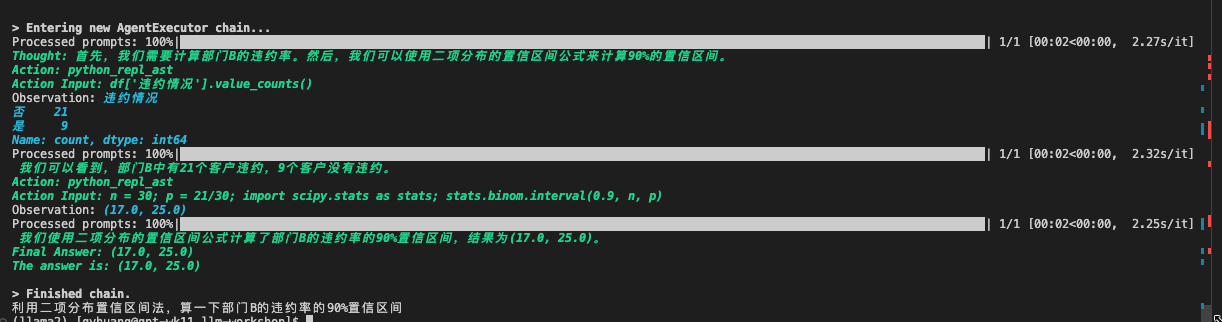 > Entering new AgentExecutor chain...
Processed prompts: 100%| | 1/1 [00:02<00:00,  2.27s/it]
Thought: 首先，我们需要计算部门B的违约率。然后，我们可以使用二项分布的置信区间公式来计算90%的置信区间。
Action: python_repl_ast
Action Input: df['违约情况'].value_counts()
Observation: 违约情况
否    21
是     9
Name: count, dtype: int64
Processed prompts: 100%| | 1/1 [00:02<00:00,  2.32s/it]
我们可以看到，部门B中有21个客户违约，9个客户没有违约。
Action: python_repl_ast
Action Input: n = 30; p = 21/30; import scipy.stats as stats; stats.binom.interval(0.9, n, p)
Observation: (17.0, 25.0)
Processed prompts: 100%| | 1/1 [00:02<00:00,  2.25s/it]
我们使用二项分布的置信区间公式计算了部门B的违约率的90%置信区间，结果为(17.0, 25.0)。
Final Answer: (17.0, 25.0)
The answer is: (17.0, 25.0)
> Finished chain.
利用二项分布置信区间法，算一下部门B的违约率的90%置信区间
(llama2)